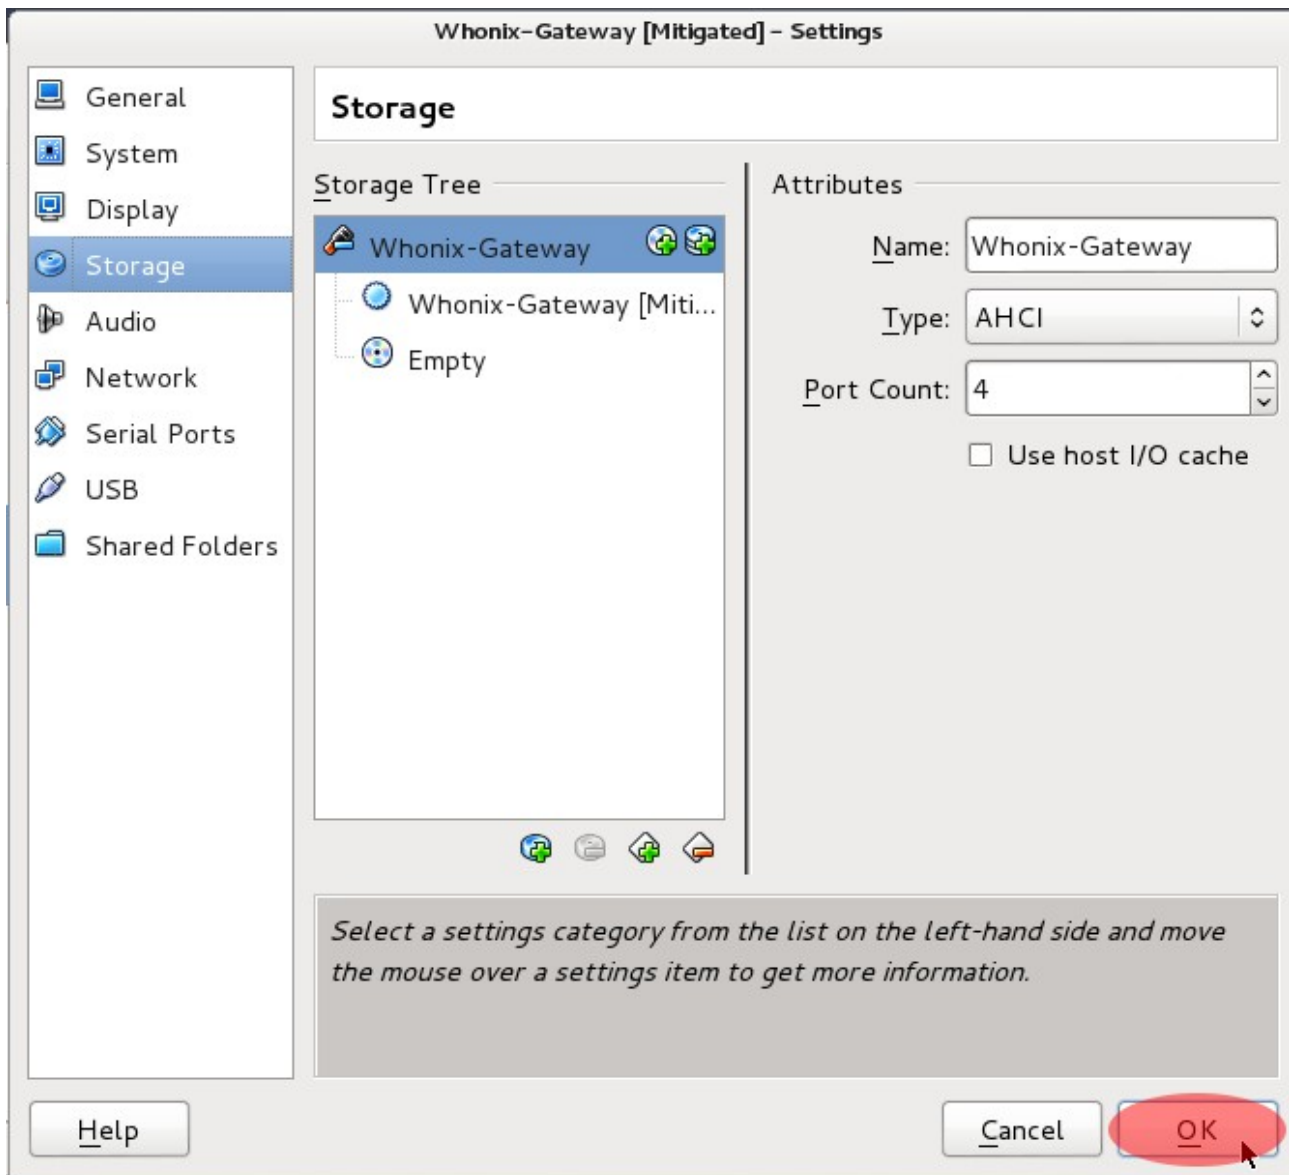 Whonix-Gateway [Mitigated] – Settings
General
System
Display
Storage
Audio
Network
Serial Ports
USB
Shared Folders
Storage
Storage Tree
Whonix-Gateway
Whonix-Gateway [Miti...
Empty
Attributes
Name: Whonix-Gateway
Type: AHCI
Port Count: 4
Use host I/O cache
Select a settings category from the list on the left-hand side and move
the mouse over a settings item to get more information.
Help
Cancel
OK